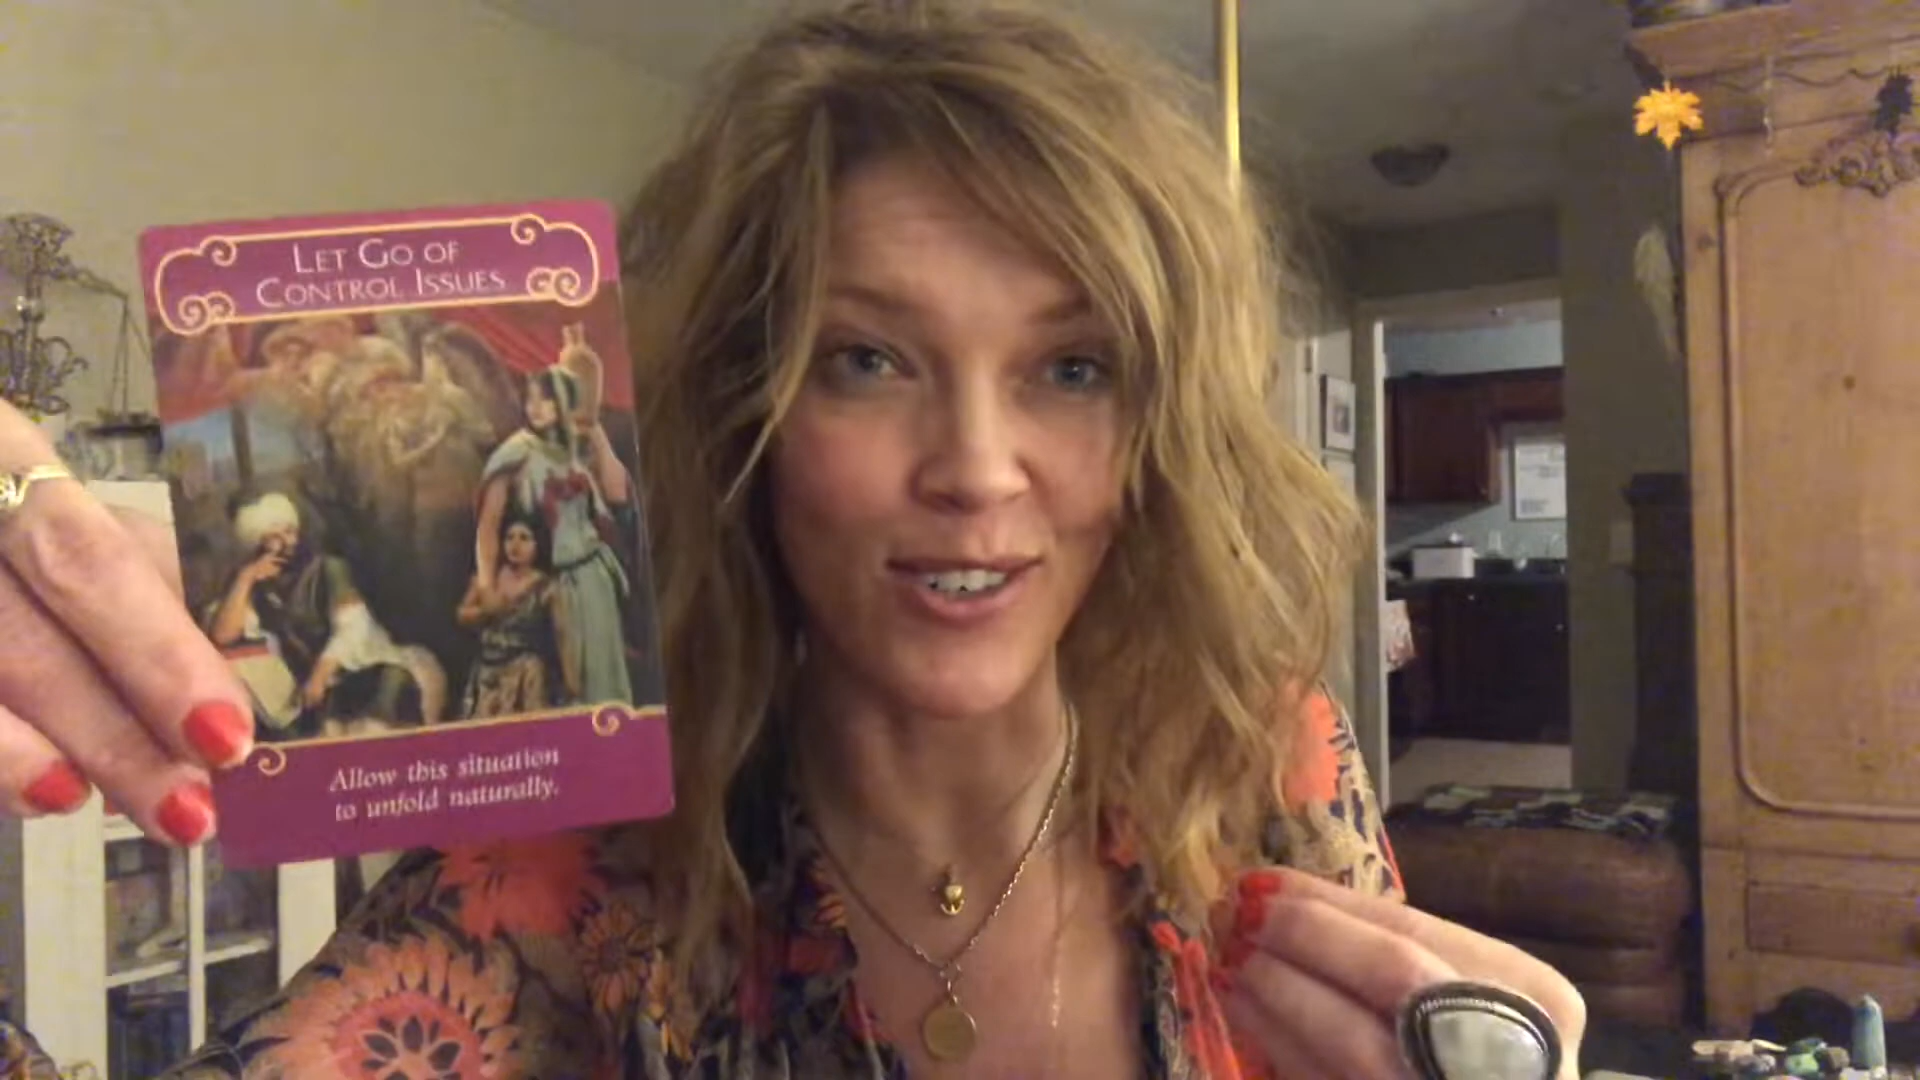 LET GO OF
CONTROL ISSUES
Allow this situation
to unfold naturally.